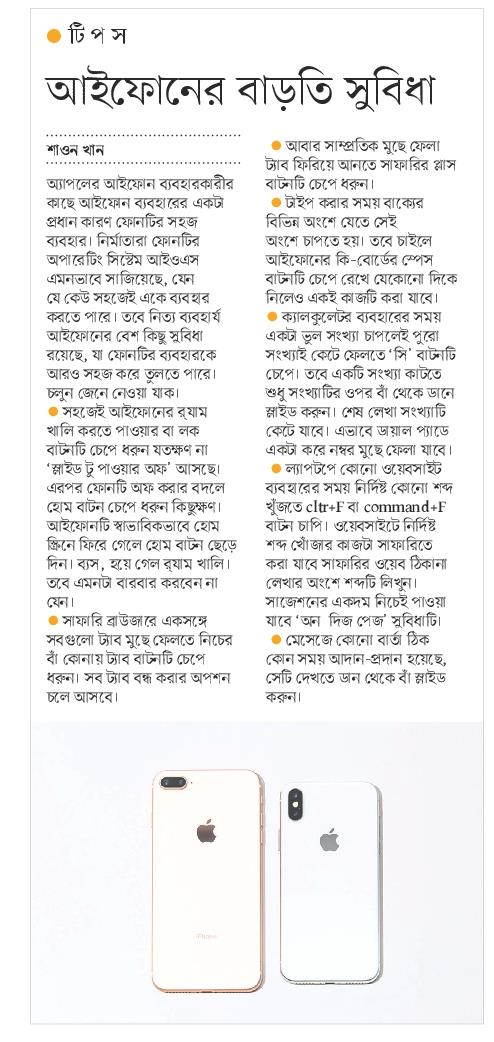 টি প স
আইফোনের বাড়তি সুবিধা
শাওন খান
অ্যাপলের আইফোন ব্যবহারকারীর
কাছে আইফোন ব্যবহারের একটা
প্রধান কারণ ফোনটির সহজ
ব্যবহার। নির্মাতারা ফোনটির
অপারেটিং সিস্টেম আইওএস
এমনভাবে সাজিয়েছে, যেন
যে কেউ সহজেই একে ব্যবহার
করতে পারে। তবে নিত্য ব্যবহার্য
আইফোনের বেশ কিছু সুবিধা
রয়েছে, যা ফোনটির ব্যবহারকে
আরও সহজ করে তুলতে পারে।
চলুন জেনে নেওয়া যাক।
● সহজেই আইফোনের র‍্যাম
খালি করতে পাওয়ার বা লক
বাটনটি চেপে ধরুন যতক্ষণ না
‘স্লাইড টু পাওয়ার অফ’ আসছে।
এরপর ফোনটি অফ করার বদলে
হোম বাটন চেপে ধরুন কিছুক্ষণ।
আইফোনটি স্বাভাবিকভাবে হোম
স্ক্রিনে ফিরে গেলে হোম বাটন ছেড়ে
দিন। ব্যস, হয়ে গেল র‍্যাম খালি।
তবে এমনটা বারবার করবেন না
যেন।
● সাফারি ব্রাউজারে একসঙ্গে
সবগুলো ট্যাব মুছে ফেলতে নিচের
বাঁ কোনায় ট্যাব বাটনটি চেপে
ধরুন। সব ট্যাব বন্ধ করার অপশন
চলে আসবে।
● আবার সাম্প্রতিক মুছে ফেলা
ট্যাব ফিরিয়ে আনতে সাফারির প্লাস
বাটনটি চেপে ধরুন।
● টাইপ করার সময় বাক্যের
বিভিন্ন অংশে যেতে সেই
অংশে চাপতে হয়। তবে চাইলে
আইফোনের কি-বোর্ডের স্পেস
বাটনটি চেপে রেখে যেকোনো দিকে
নিলেও একই কাজটি করা যাবে।
● ক্যালকুলেটর ব্যবহারের সময়
একটা ভুল সংখ্যা চাপলেই পুরো
সংখ্যাই কেটে ফেলতে ‘সি’ বাটনটি
চেপে। তবে একটি সংখ্যা কাটতে
শুধু সংখ্যাটির ওপর বাঁ থেকে ডানে
স্লাইড করুন। শেষ লেখা সংখ্যাটি
কেটে যাবে। এভাবে ডায়াল প্যাডে
একটা করে নম্বর মুছে ফেলা যাবে।
● ল্যাপটপে কোনো ওয়েবসাইট
ব্যবহারের সময় নির্দিষ্ট কোনো শব্দ
খুঁজতে cltr+F বা command+F
বাটন চাপি। ওয়েবসাইটে নির্দিষ্ট
শব্দ খোঁজার কাজটা সাফারিতে
করা যাবে সাফারির ওয়েব ঠিকানা
লেখার অংশে শব্দটি লিখুন।
সাজেশনের একদম নিচেই পাওয়া
যাবে ‘অন দিজ পেজ’ সুবিধাটি।
● মেসেজে কোনো বার্তা ঠিক
কোন সময় আদান-প্রদান হয়েছে,
সেটি দেখতে ডান থেকে বাঁ স্লাইড
করুন।
iPhone